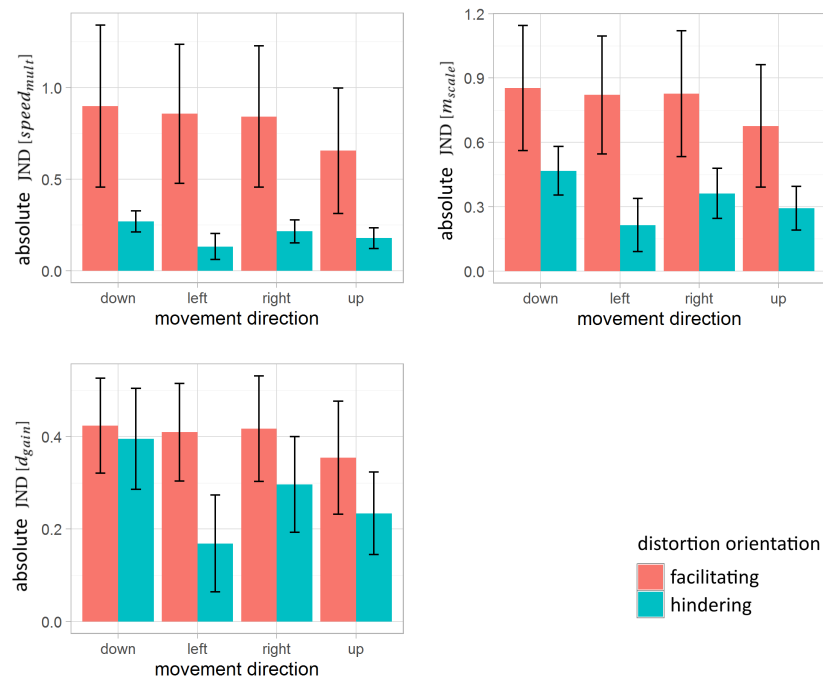 absolute JND [speed_mult]
1.0
0.5
0.0
down left right up
movement direction
absolute JND [m_scale]
1.2
0.9
0.6
0.3
0.0
down left right up
movement direction
absolute JND [d_gain]
0.4
0.2
0.0
down left right up
movement direction
distortion orientation
facilitating
hindering